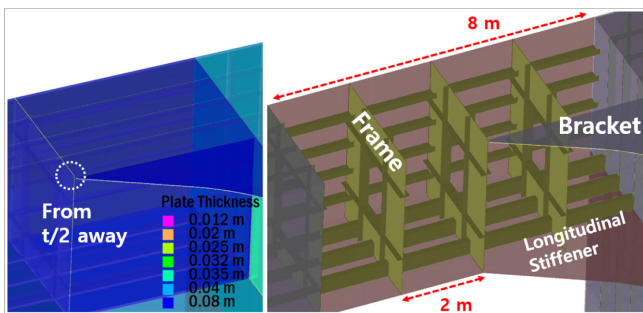 From
t/2 away
Plate Thickness
0.012 m
0.02 m
0.025 m
0.032 m
0.035 m
0.04 m
0.08 m
8 m
Frame
Bracket
Longitudinal
Stiffener
2 m